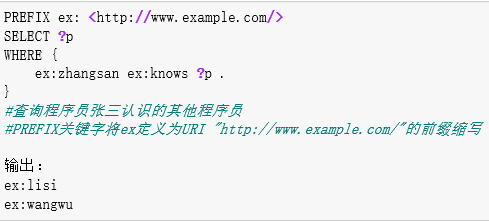 PREFIX ex: <http://www.example.com/>
SELECT ?p
WHERE {
    ex:zhangsan ex:knows ?p .
}
#查询程序员张三认识的其他程序员
#PREFIX关键字将ex定义为URI "http://www.example.com/"的前缀缩写
输出:
ex:lisi
ex:wangwu